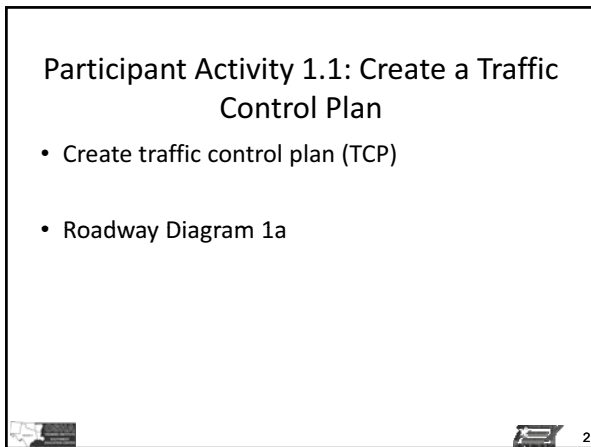 Participant Activity 1.1: Create a Traffic
Control Plan
• Create traffic control plan (TCP)
• Roadway Diagram 1a
2